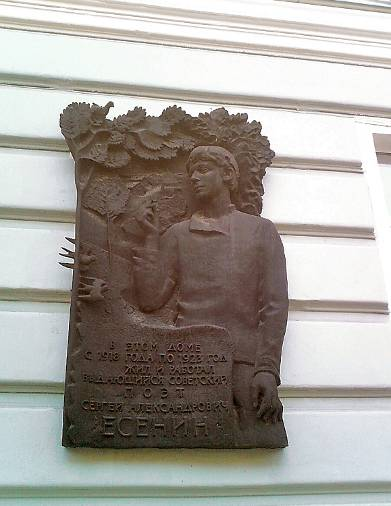 В ЭТОМ ДОМЕ
С 1918 ГОДА ПО 1923 ГОД
ЖИЛ И РАБОТАЛ
ВЫДАЮЩИЙСЯ СОВЕТСКИЙ
ПОЭТ
СЕРГЕЙ АЛЕКСАНДРОВИЧ
ЕСЕНИН